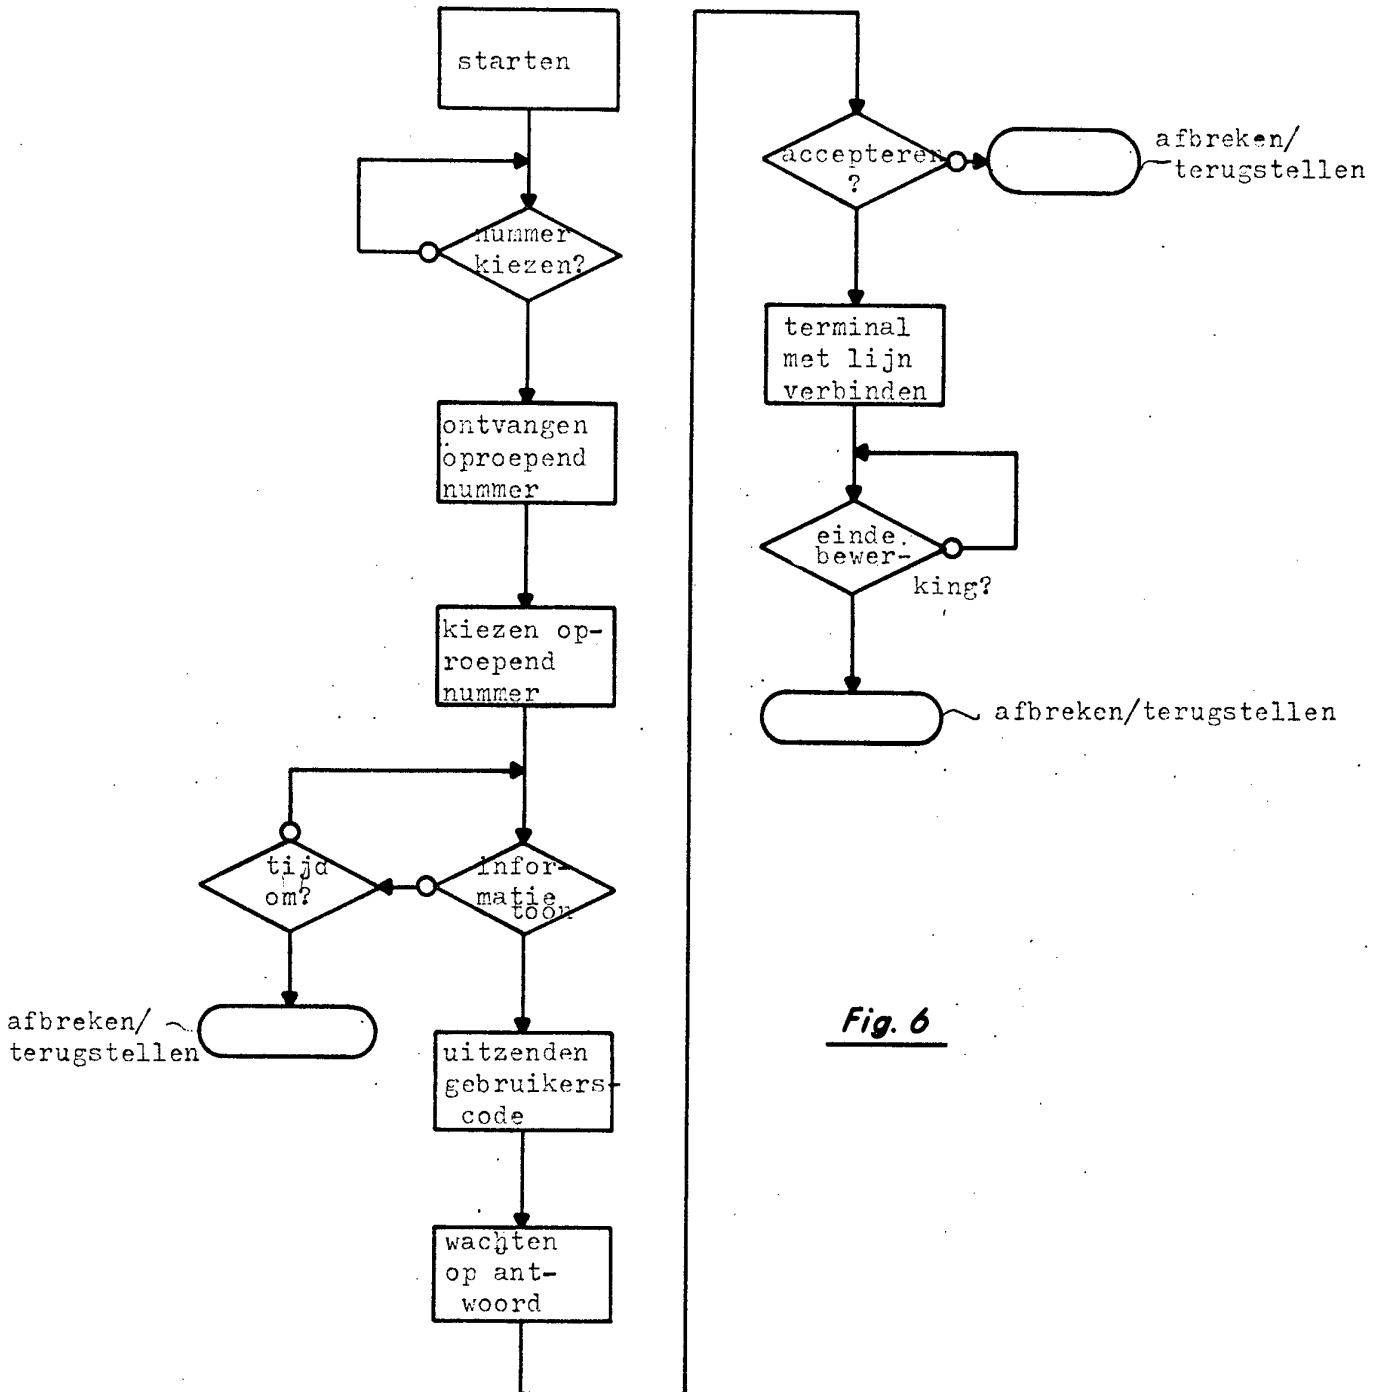 starten
nummer
kiezen?
ontvangen
oproepend
nummer
kiezen op-
roepend
nummer
infor-
matie
toon
tijd
om?
afbreken/
terugstellen
uitzenden
gebruikers-
code
wachten
op ant-
woord
accepteren
?
afbreken/
terugstellen
terminal
met lijn
verbinden
einde
bewer-
king?
afbreken/terugstellen
Fig. 6